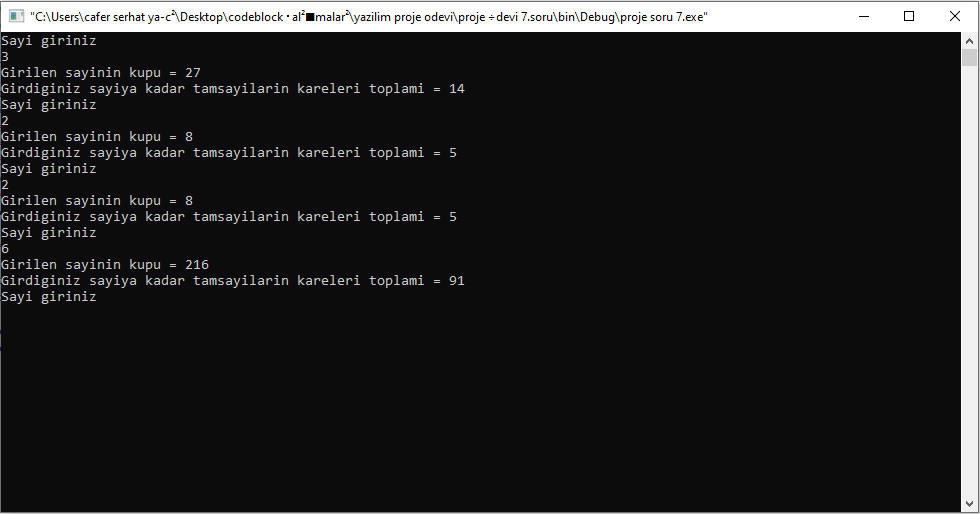 "C:\Users\cafer serhat ya-c²\Desktop\codeblock ·al²■malar²\yazilim proje odevi\proje ÷devi 7.soru\bin\Debug\proje soru 7.exe"
Sayi giriniz
3
Girilen sayinin kupu = 27
Girdiginiz sayiya kadar tamsayilarin kareleri toplami = 14
Sayi giriniz
2
Girilen sayinin kupu = 8
Girdiginiz sayiya kadar tamsayilarin kareleri toplami = 5
Sayi giriniz
2
Girilen sayinin kupu = 8
Girdiginiz sayiya kadar tamsayilarin kareleri toplami = 5
Sayi giriniz
6
Girilen sayinin kupu = 216
Girdiginiz sayiya kadar tamsayilarin kareleri toplami = 91
Sayi giriniz